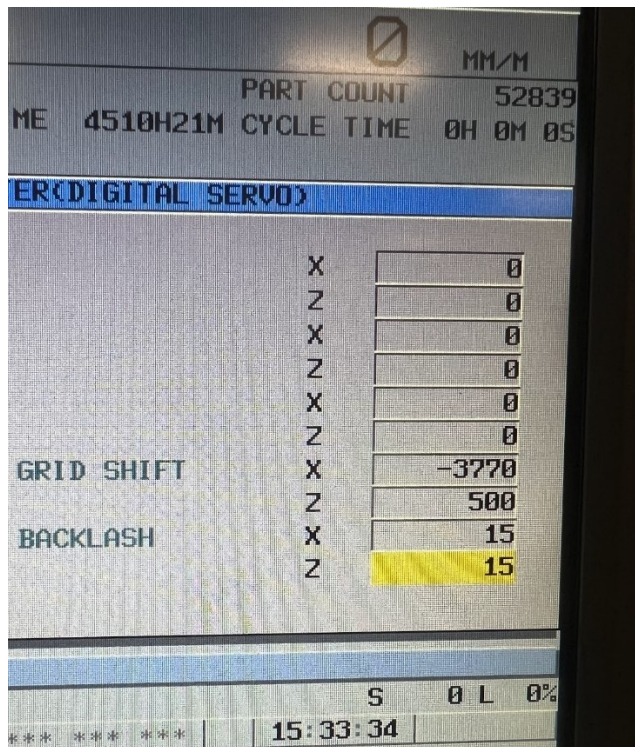 0 MM/M
PART COUNT 52839
ME 4510H21M CYCLE TIME 0H 0M 0S
ER(DIGITAL SERVO)
X 0
Z 0
X 0
Z 0
X 0
Z 0
GRID SHIFT X -3770
Z 500
BACKLASH X 15
Z 15
S 0 L 0%
*** *** *** 15:33:34